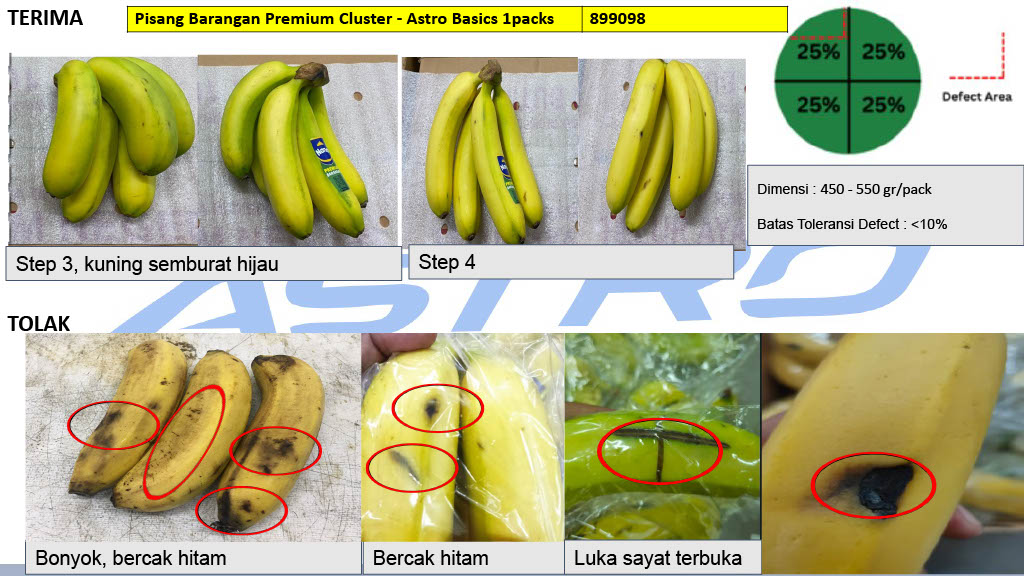 TERIMA
Pisang Barangan Premium Cluster - Astro Basics 1packs 899098
25% 25%
25% 25%
Defect Area
Dimensi : 450 - 550 gr/pack
Batas Toleransi Defect : <10%
Step 3, kuning semburat hijau
Step 4
ASTRO
TOLAK
Bonyok, bercak hitam
Bercak hitam
Luka sayat terbuka